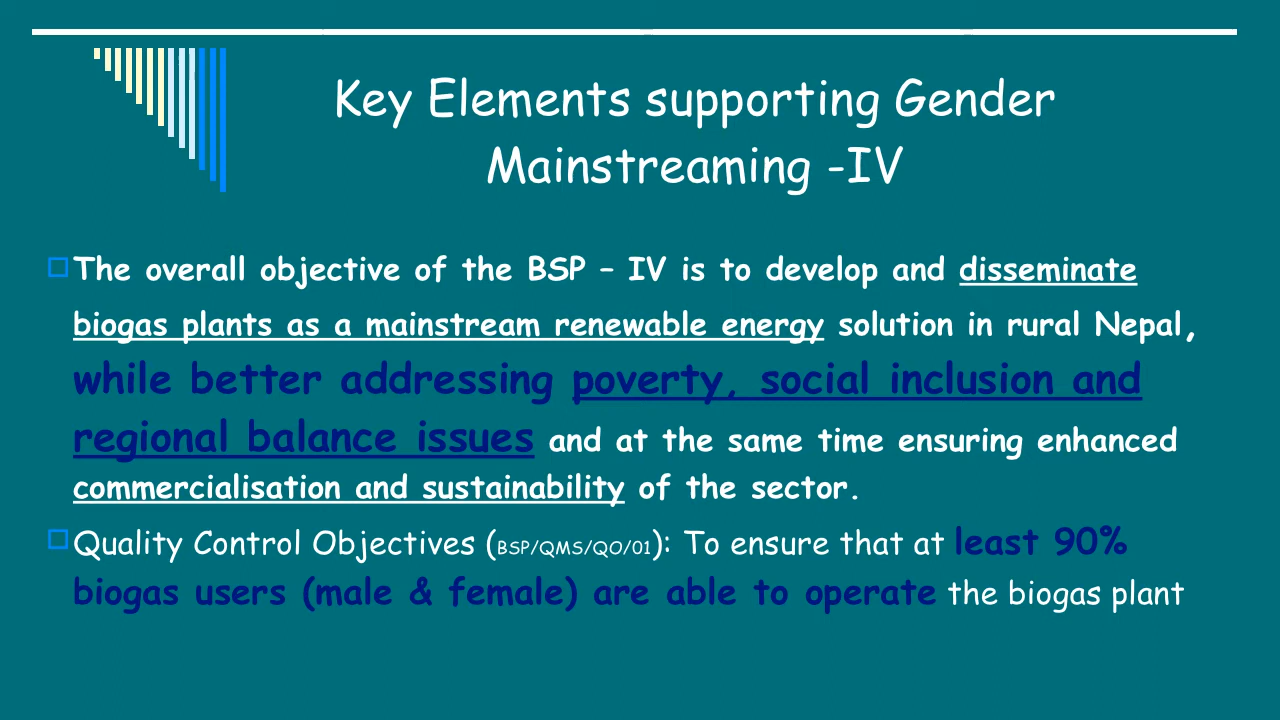 Key Elements supporting Gender
Mainstreaming -IV
The overall objective of the BSP – IV is to develop and disseminate
biogas plants as a mainstream renewable energy solution in rural Nepal,
while better addressing poverty, social inclusion and
regional balance issues and at the same time ensuring enhanced
commercialisation and sustainability of the sector.
Quality Control Objectives (BSP/QMS/QO/01): To ensure that at least 90%
biogas users (male & female) are able to operate the biogas plant